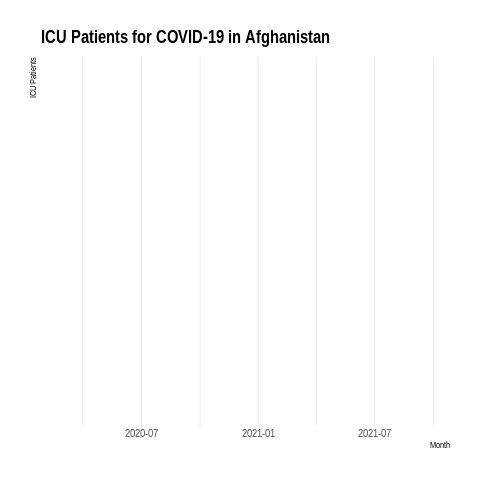 ICU Patients for COVID-19 in Afghanistan
ICU Patients
2020-07 2021-01 2021-07
Month